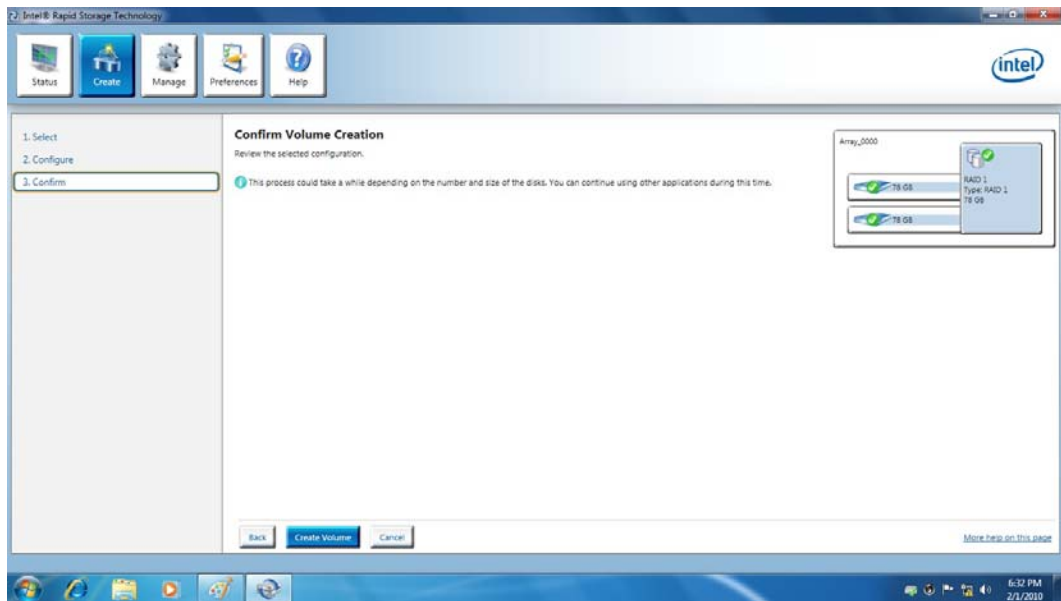 Intel® Rapid Storage Technology
Status
Create
Manage
Preferences
Help
intel
1. Select
2. Configure
3. Confirm
Confirm Volume Creation
Review the selected configuration.
This process could take a while depending on the number and size of the disks. You can continue using other applications during this time.
Array_0000
78 GB
78 GB
RAID 1
Type: RAID 1
78 GB
Back
Create Volume
Cancel
More help on this page
6:32 PM
2/1/2010